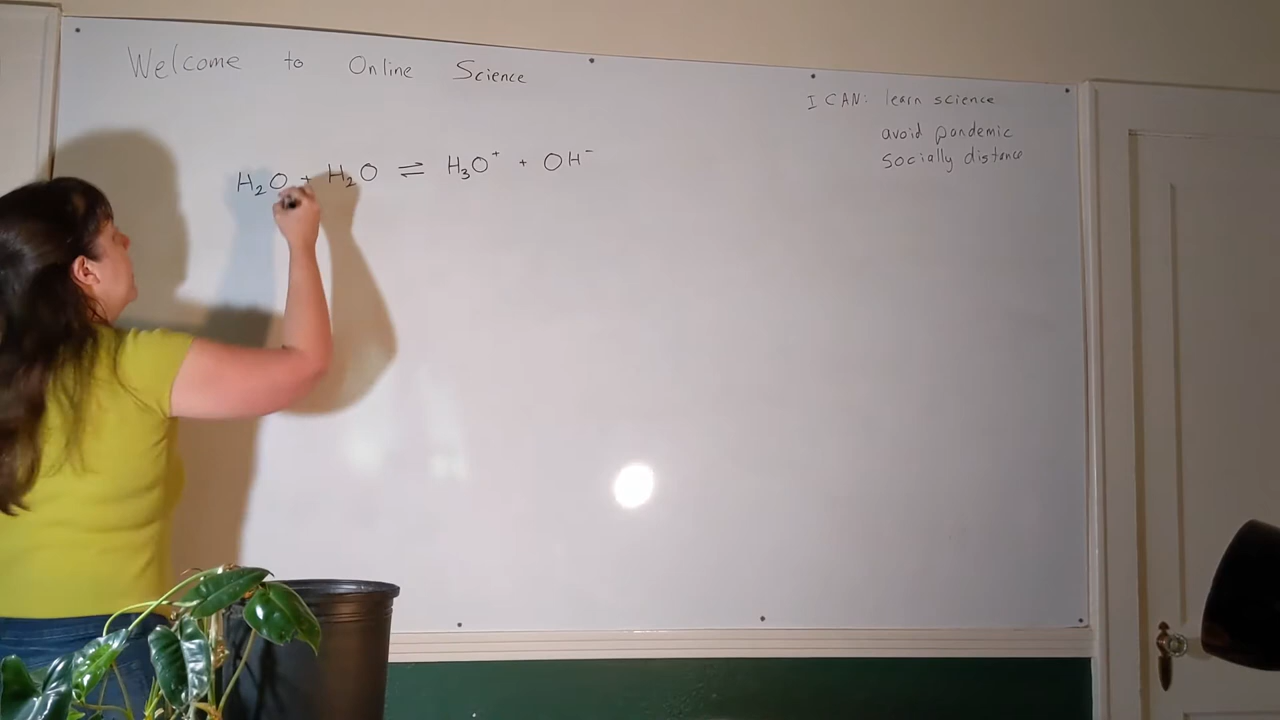 Welcome to Online Science
I CAN: learn science
avoid pandemic
socially distance
H₂O + H₂O ⇌ H₃O⁺ + OH⁻